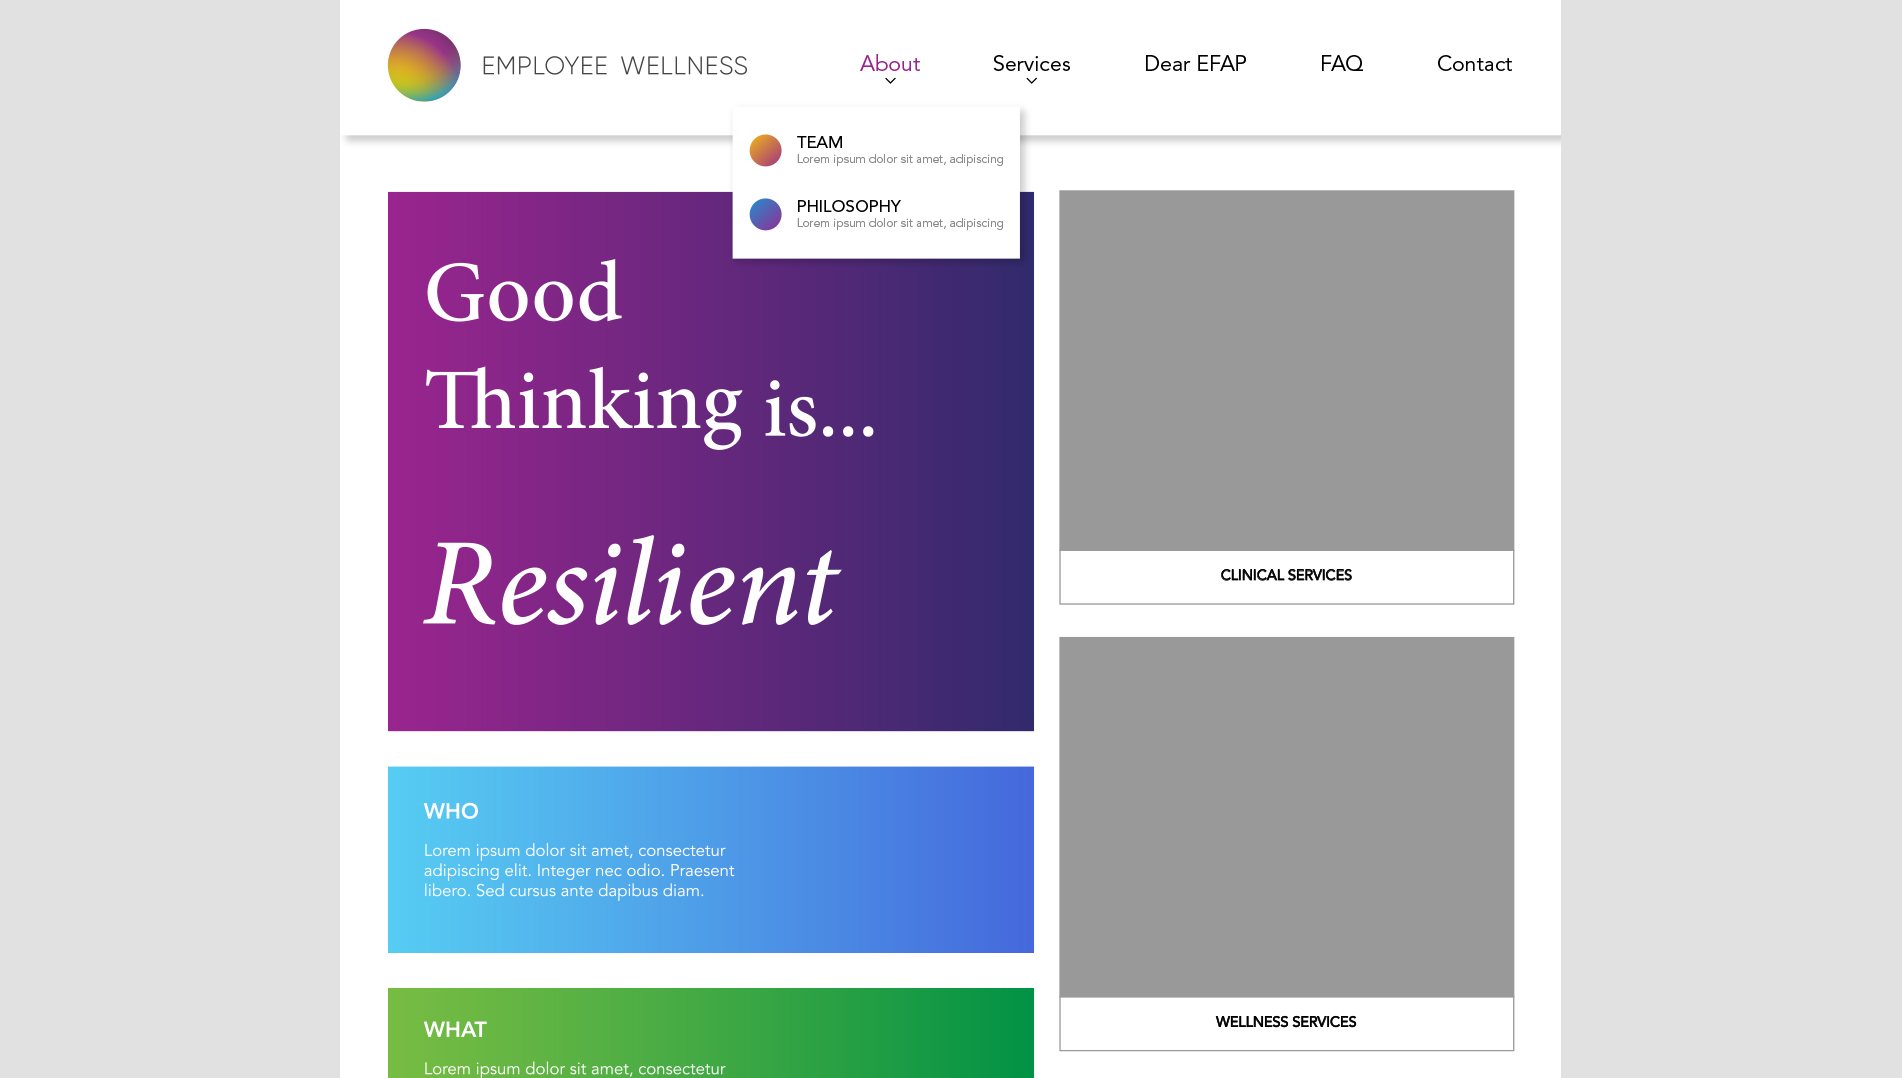 EMPLOYEE WELLNESS
About
Services
Dear EFAP
FAQ
Contact
TEAM
Lorem ipsum dolor sit amet, adipiscing
PHILOSOPHY
Lorem ipsum dolor sit amet, adipiscing
Good
Thinking is...
Resilient
CLINICAL SERVICES
WHO
Lorem ipsum dolor sit amet, consectetur
adipiscing elit. Integer nec odio. Praesent
libero. Sed cursus ante dapibus diam.
WHAT
Lorem ipsum dolor sit amet, consectetur
WELLNESS SERVICES